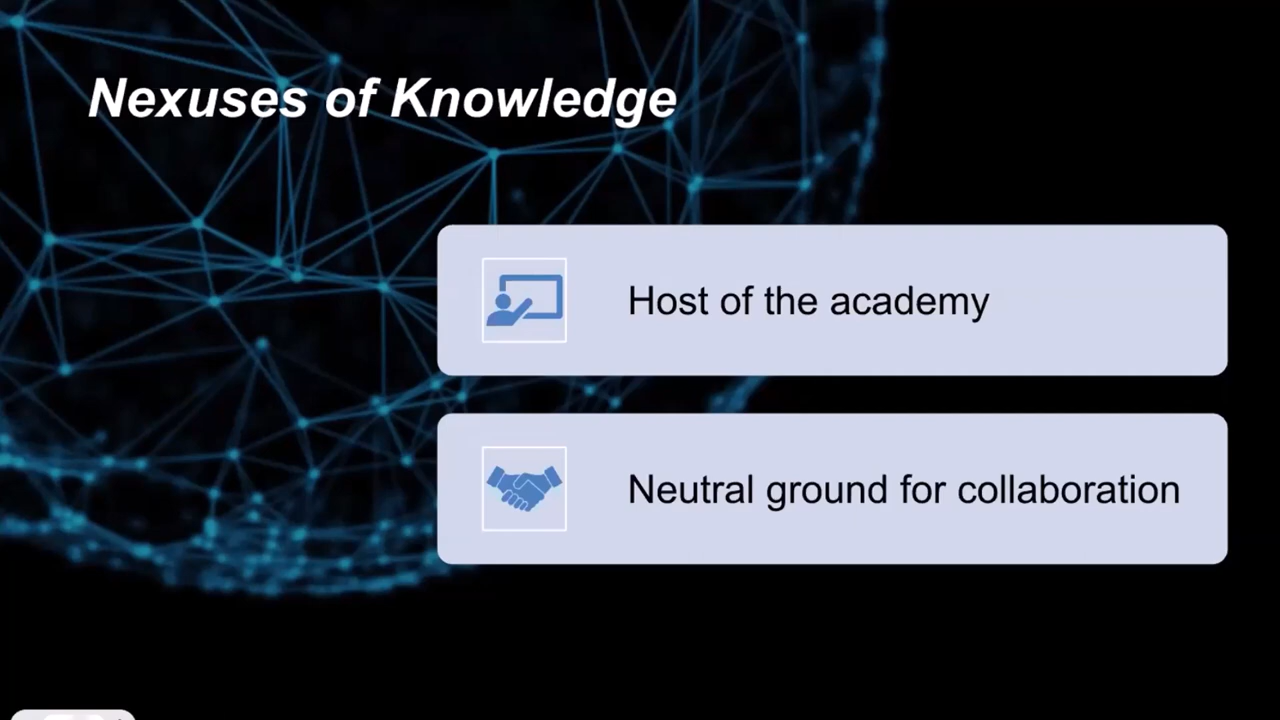 Nexuses of Knowledge
Host of the academy
Neutral ground for collaboration